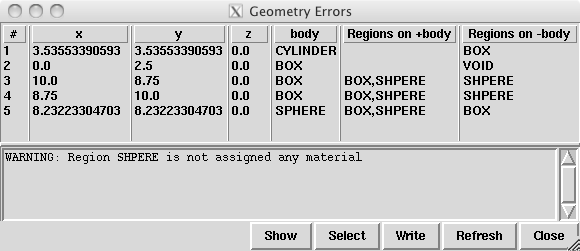 Geometry Errors
# x y z body Regions on +body Regions on -body
1 3.53553390593 3.53553390593 0.0 CYLINDER BOX
2 0.0 2.5 0.0 BOX VOID
3 10.0 8.75 0.0 BOX BOX,SHPERE SHPERE
4 8.75 10.0 0.0 BOX BOX,SHPERE SHPERE
5 8.23223304703 8.23223304703 0.0 SPHERE BOX,SHPERE BOX
WARNING: Region SHPERE is not assigned any material
Show Select Write Refresh Close